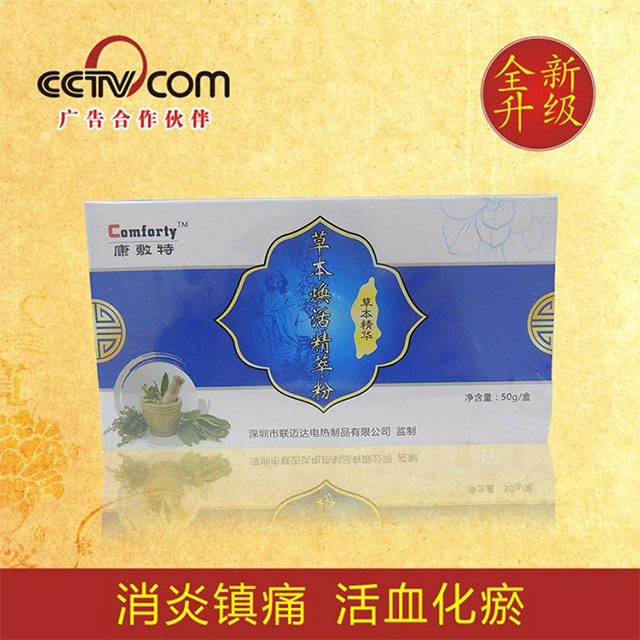 CCTV.COM
广告合作伙伴
全新
升级
Comforty™
康敷特
草本焕活精萃粉
草本精华
净含量：50g/盒
深圳市联迈达电热制品有限公司 监制
消炎镇痛 活血化瘀